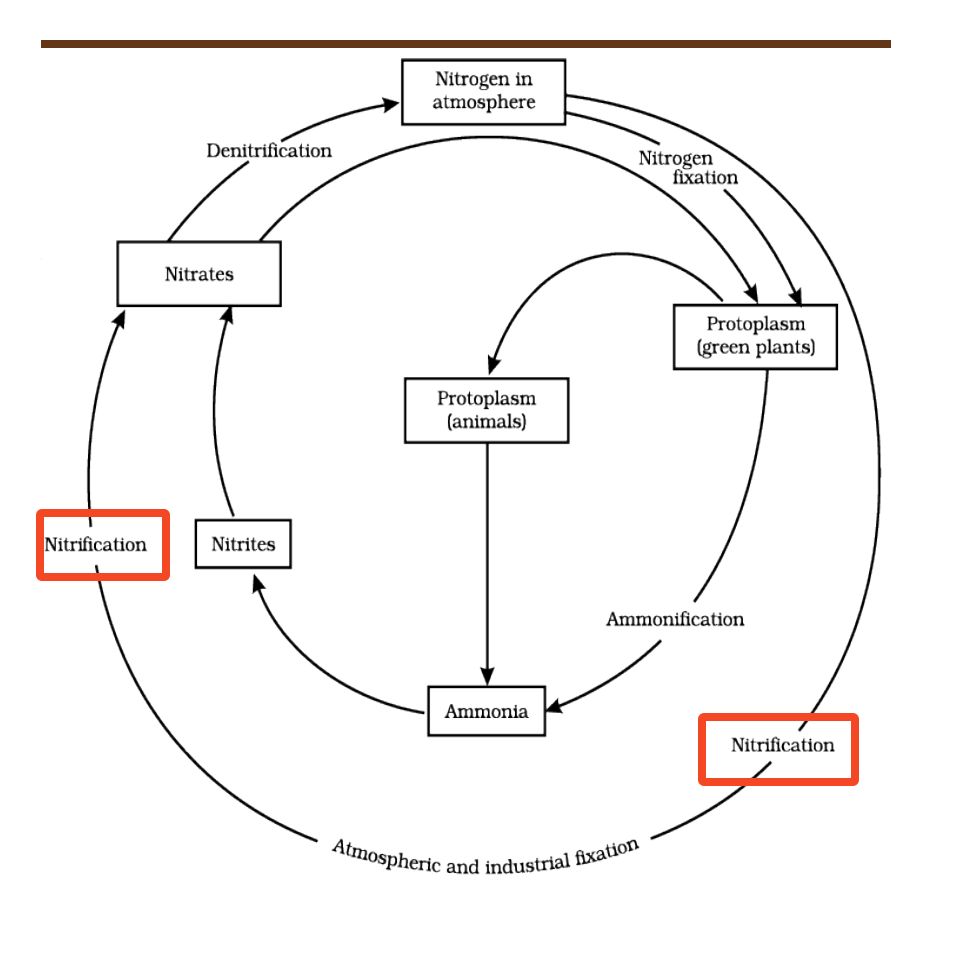 Nitrogen in
atmosphere
Denitrification
Nitrogen
fixation
Nitrates
Protoplasm
(green plants)
Protoplasm
(animals)
Nitrification
Nitrites
Ammonification
Ammonia
Nitrification
Atmospheric and industrial fixation